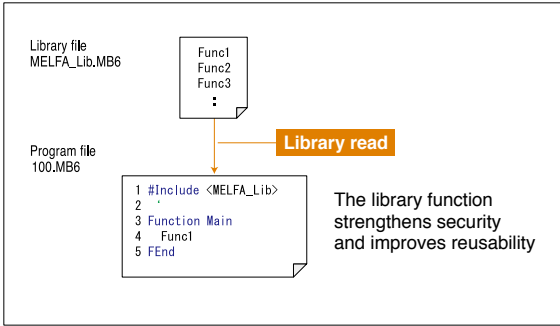 Library file
MELFA_Lib.MB6
Func1
Func2
Func3
:
Library read
Program file
100.MB6
1 #Include <MELFA_Lib>
2 ‘
3 Function Main
4 Func1
5 FEnd
The library function
strengthens security
and improves reusability